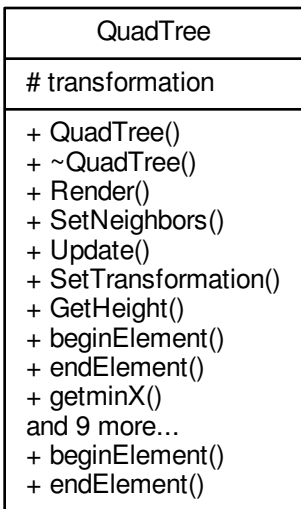 QuadTree
# transformation
+ QuadTree()
+ ~QuadTree()
+ Render()
+ SetNeighbors()
+ Update()
+ SetTransformation()
+ GetHeight()
+ beginElement()
+ endElement()
+ getminX()
and 9 more...
+ beginElement()
+ endElement()